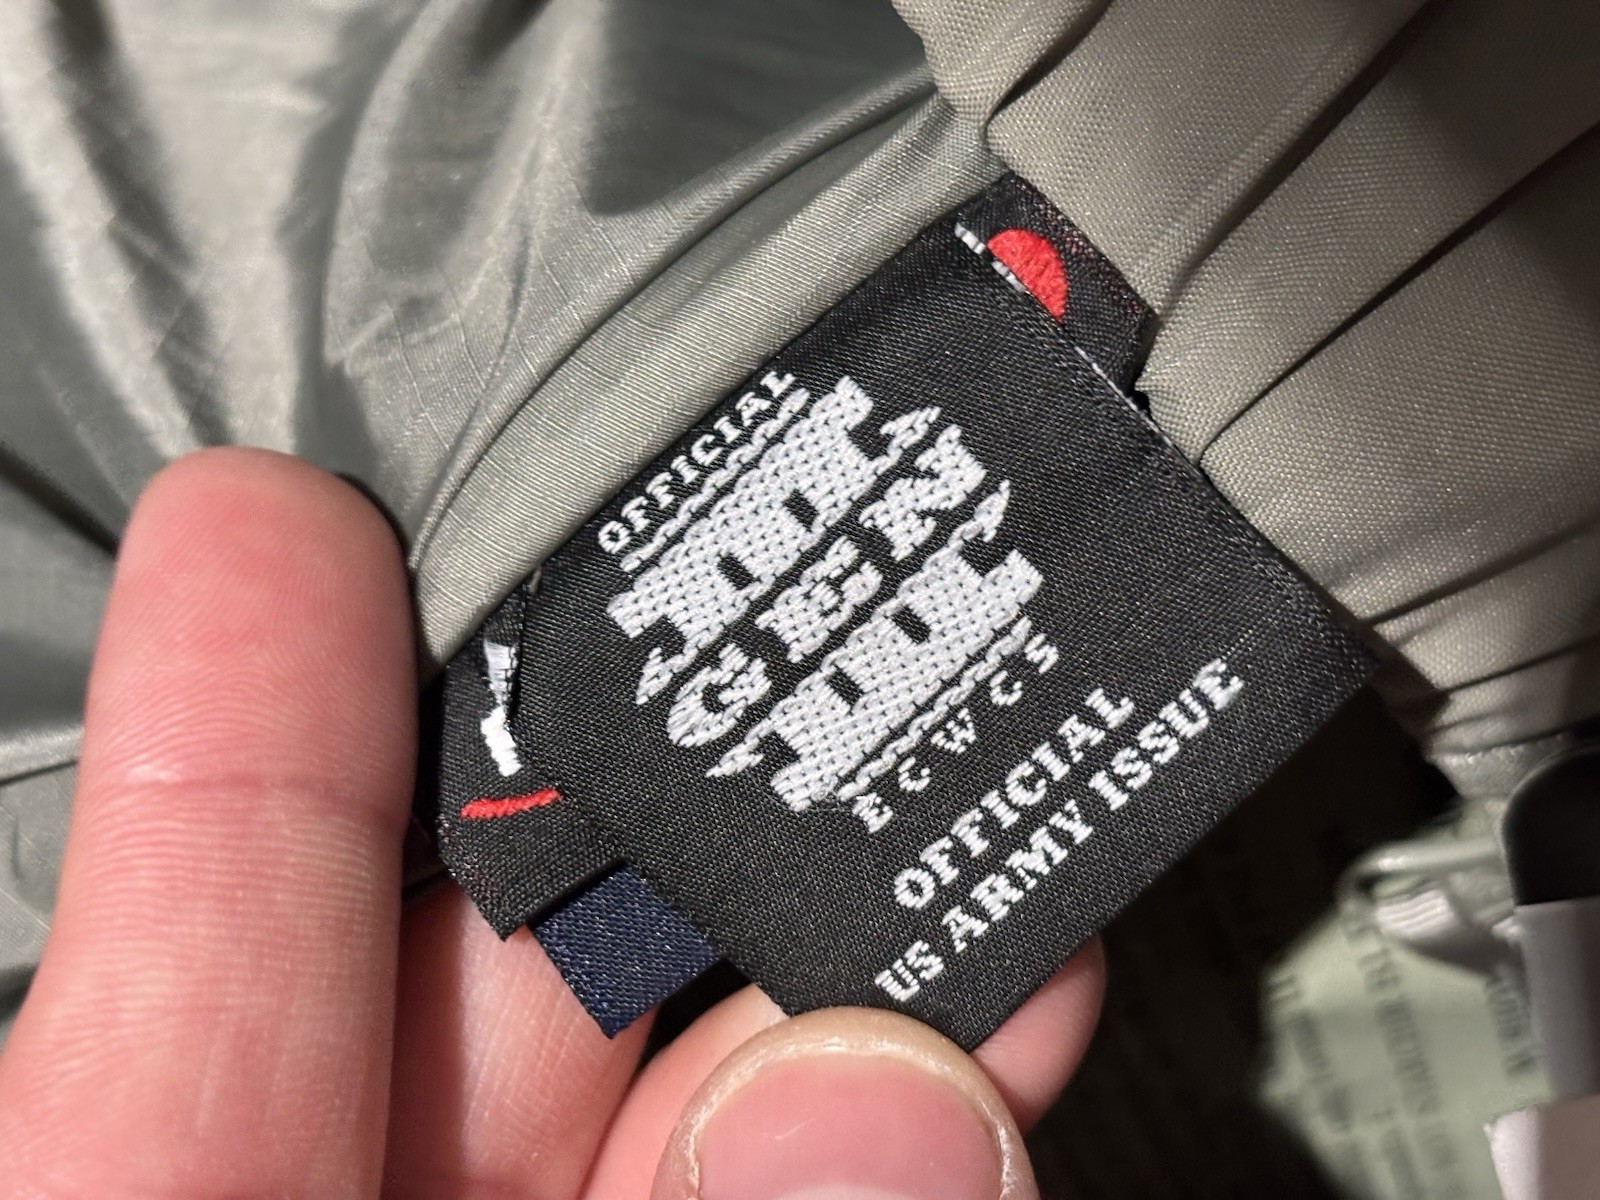 OFFICIAL
GEN
ECWCS
OFFICIAL
US ARMY ISSUE